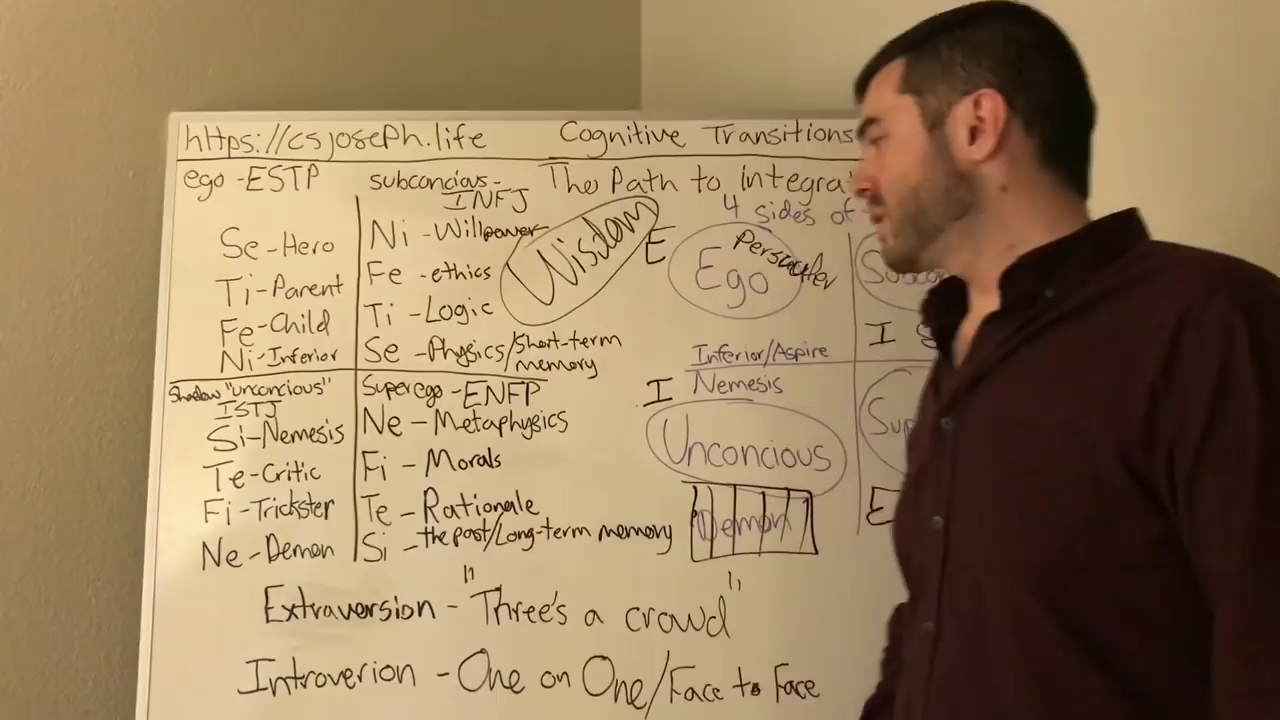 https://csjoseph.life Cognitive Transitions
ego - ESTP
subconcious -
INFJ
The Path to integra
4 sides of
Se - Hero
Ti - Parent
Fe - Child
Ni - Inferior
Ni - Willpower
Fe - ethics
Ti - Logic
Se - Physics/Short-term
memory
Wisdom
E
Ego
I
Inferior/Aspire
Nemesis
I
Unconcious
Demon
E
Shadow "unconcious"
ISTJ
Si - Nemesis
Te - Critic
Fi - Trickster
Ne - Demon
Superego - ENFP
Ne - Metaphysics
Fi - Morals
Te - Rationale
Si - the past/Long-term memory
Extraversion - "Three's a crowd"
Introverion - One on One/Face to Face